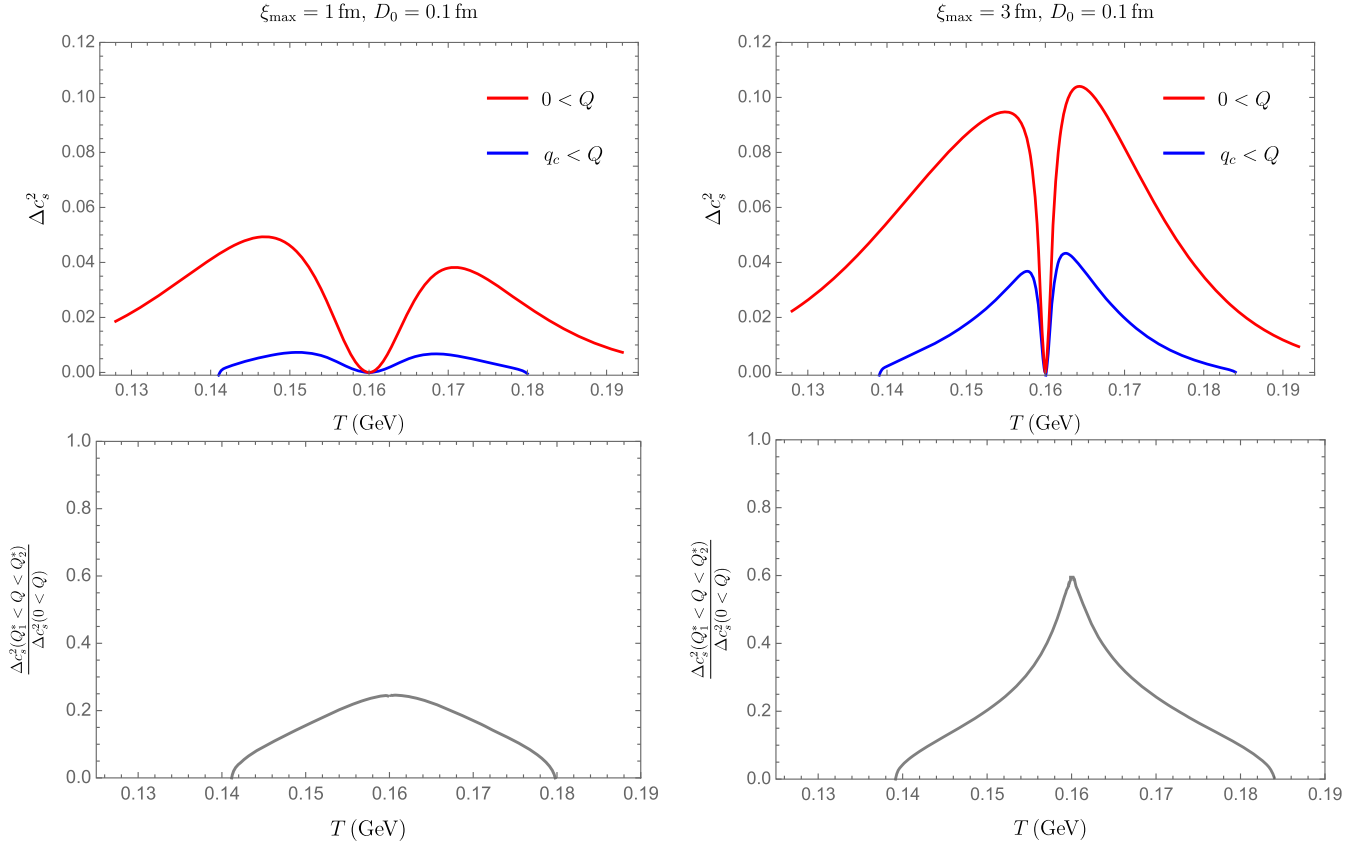 ξmax = 1 fm, D0 = 0.1 fm
0.12
0.10
0.08
0.06
0.04
0.02
0.00
Δc_s^2
0 < Q
q_c < Q
0.13 0.14 0.15 0.16 0.17 0.18 0.19
T (GeV)
ξmax = 3 fm, D0 = 0.1 fm
0.12
0.10
0.08
0.06
0.04
0.02
0.00
Δc_s^2
0 < Q
q_c < Q
0.13 0.14 0.15 0.16 0.17 0.18 0.19
T (GeV)
1.0
0.8
0.6
0.4
0.2
0.0
Δc_s^2(Q_1^* < Q < Q_2^*)
Δc_s^2(0 < Q)
0.13 0.14 0.15 0.16 0.17 0.18 0.19
T (GeV)
1.0
0.8
0.6
0.4
0.2
0.0
Δc_s^2(Q_1^* < Q < Q_2^*)
Δc_s^2(0 < Q)
0.13 0.14 0.15 0.16 0.17 0.18 0.19
T (GeV)